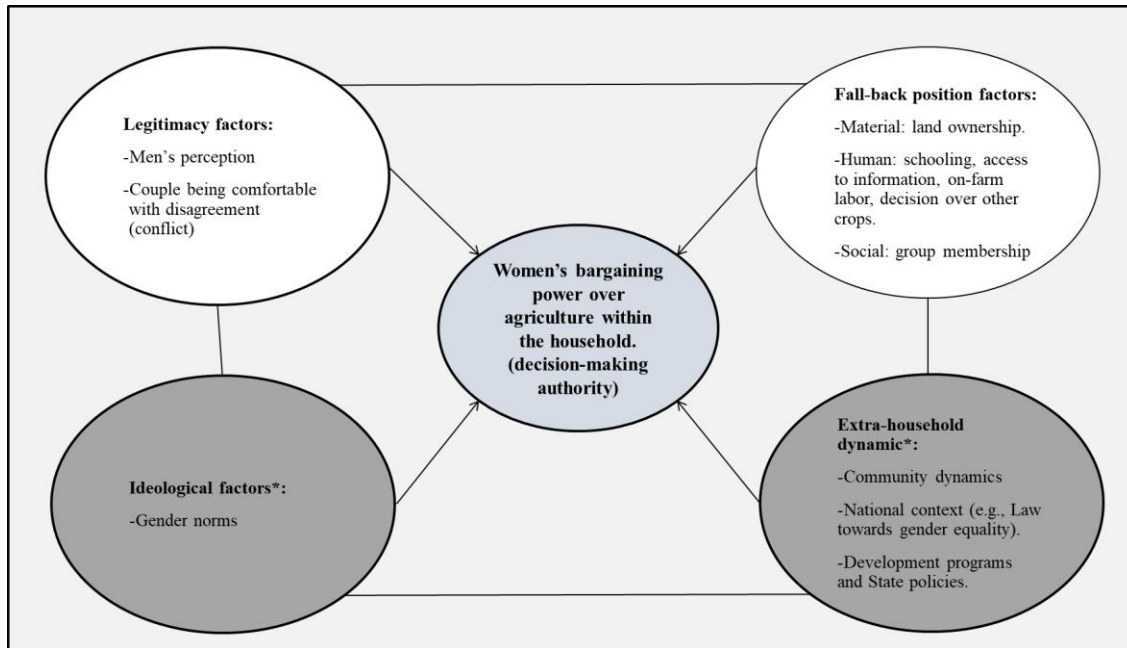 Legitimacy factors:
-Men’s perception
-Couple being comfortable
with disagreement
(conflict)
Fall-back position factors:
-Material: land ownership.
-Human: schooling, access
to information, on-farm
labor, decision over other
crops.
-Social: group membership
Women’s bargaining
power over
agriculture within
the household.
(decision-making
authority)
Ideological factors*:
-Gender norms
Extra-household
dynamic*:
-Community dynamics
-National context (e.g., Law
towards gender equality).
-Development programs
and State policies.